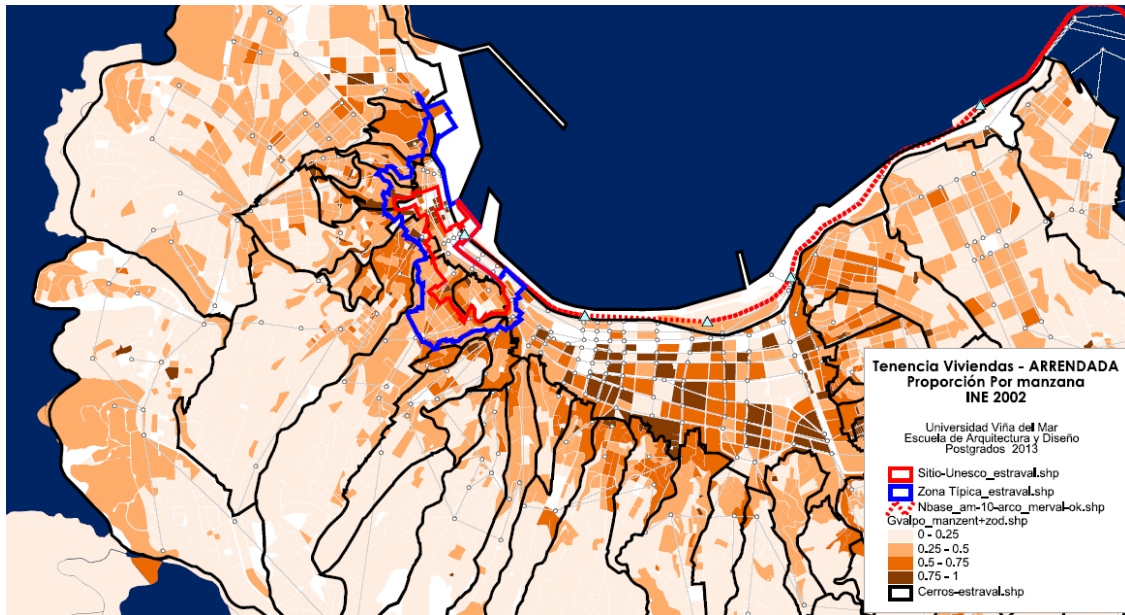 Tenencia Viviendas - ARRENDADA
Proporción Por manzana
INE 2002
Universidad Viña del Mar
Escuela de Arquitectura y Diseño
Postgrados 2013
Sitio-Unesco_estraval.shp
Zona Típica_estraval.shp
Nbase_am-10-arco_merval-ok.shp
Gvalpo_manzent+zod.shp
0 - 0.25
0.25 - 0.5
0.5 - 0.75
0.75 - 1
Cerros-estraval.shp